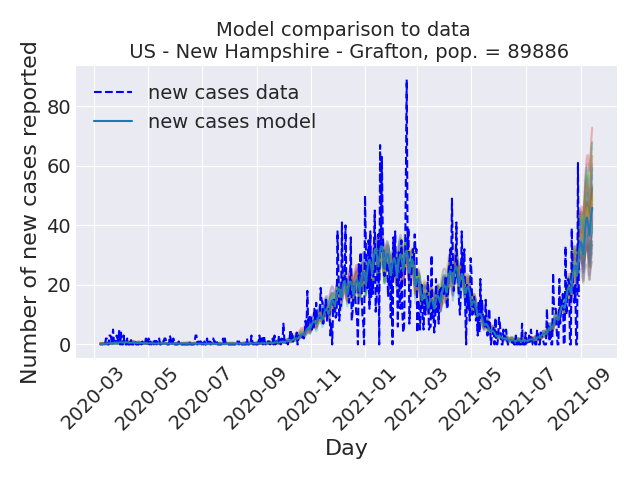 Model comparison to data
US - New Hampshire - Grafton, pop. = 89886
Number of new cases reported
80
60
40
20
0
new cases data
new cases model
2020-03
2020-05
2020-07
2020-09
2020-11
2021-01
2021-03
2021-05
2021-07
2021-09
Day